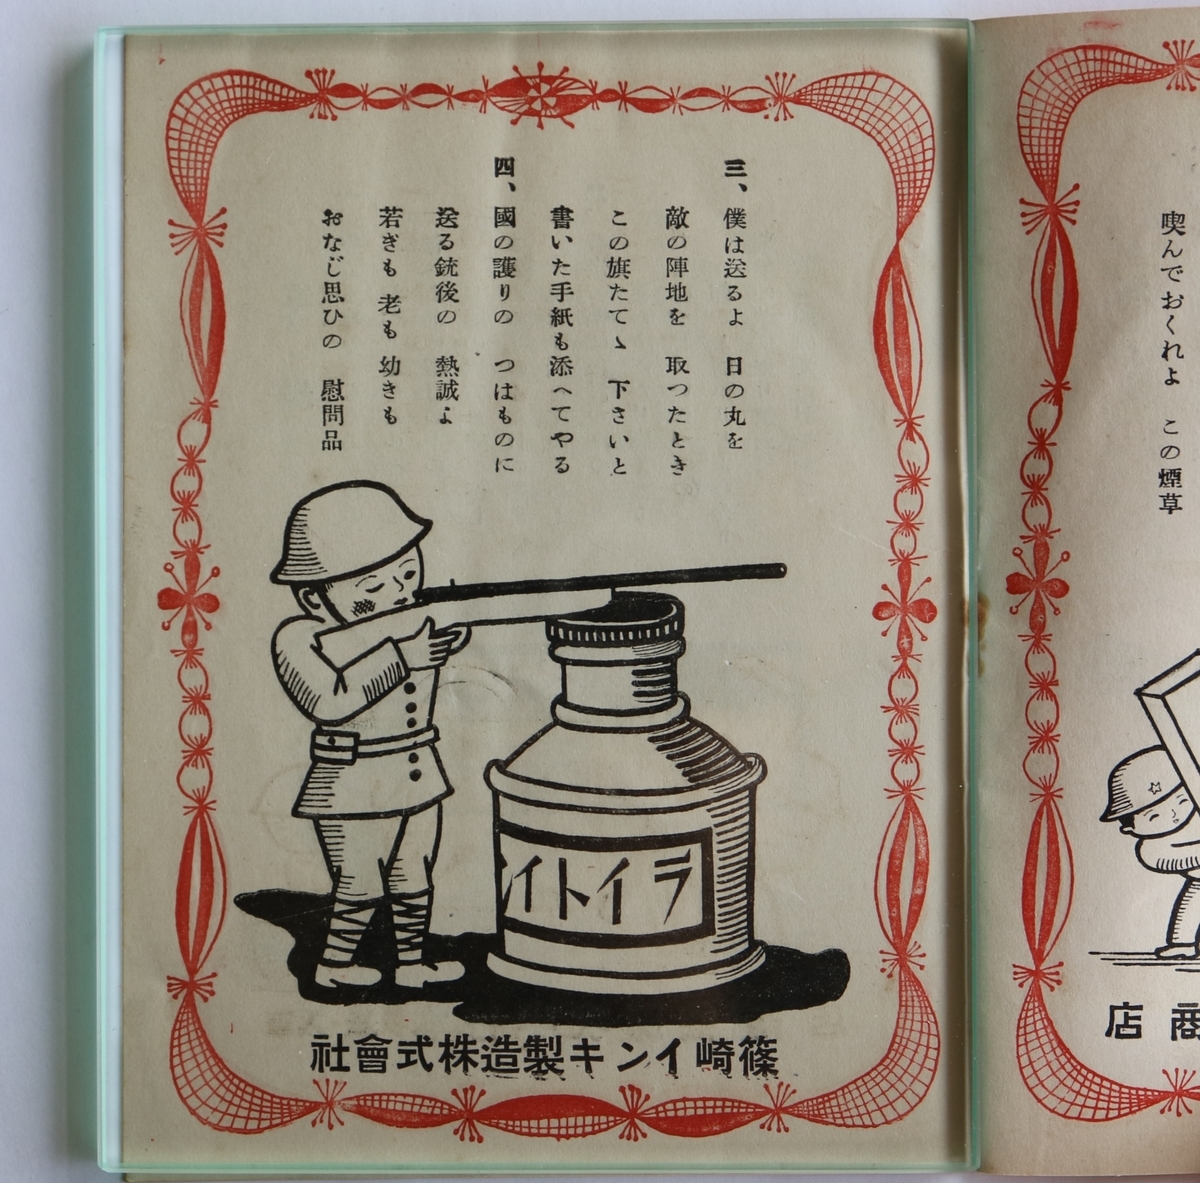 喫んでおくれよ　この煙草
商店
三、僕は送るよ　日の丸を
敵の陣地を　取つたとき
この旗たてゝ　下さいと
書いた手紙も添へてやる
四、國の護りの　つはものに
送る銃後の　熱誠よ
若きも　老も　幼きも
おなじ思ひの　慰問品
ライトイ
篠崎インキ製造株式會社